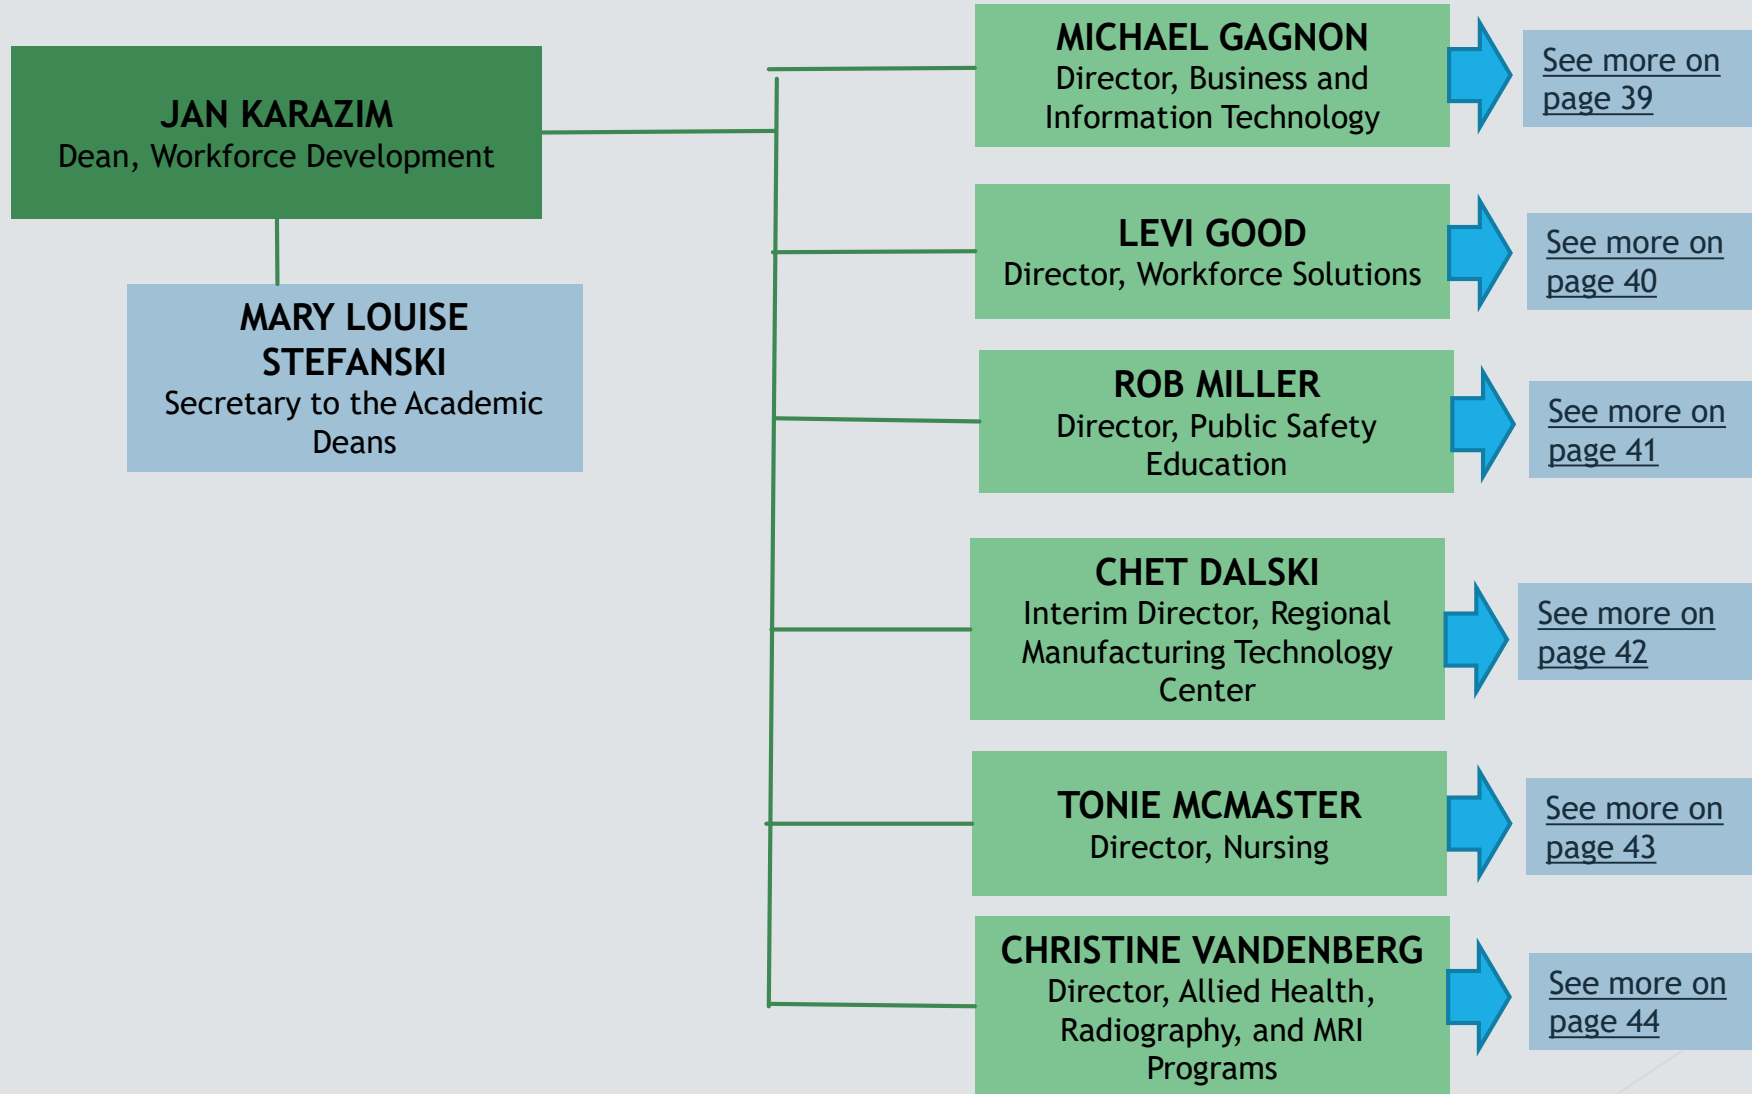 JAN KARAZIM
Dean, Workforce Development
MARY LOUISE
STEFANSKI
Secretary to the Academic
Deans
MICHAEL GAGNON
Director, Business and
Information Technology
See more on
page 39
LEVI GOOD
Director, Workforce Solutions
See more on
page 40
ROB MILLER
Director, Public Safety
Education
See more on
page 41
CHET DALSKI
Interim Director, Regional
Manufacturing Technology
Center
See more on
page 42
TONIE MCMASTER
Director, Nursing
See more on
page 43
CHRISTINE VANDENBERG
Director, Allied Health,
Radiography, and MRI
Programs
See more on
page 44